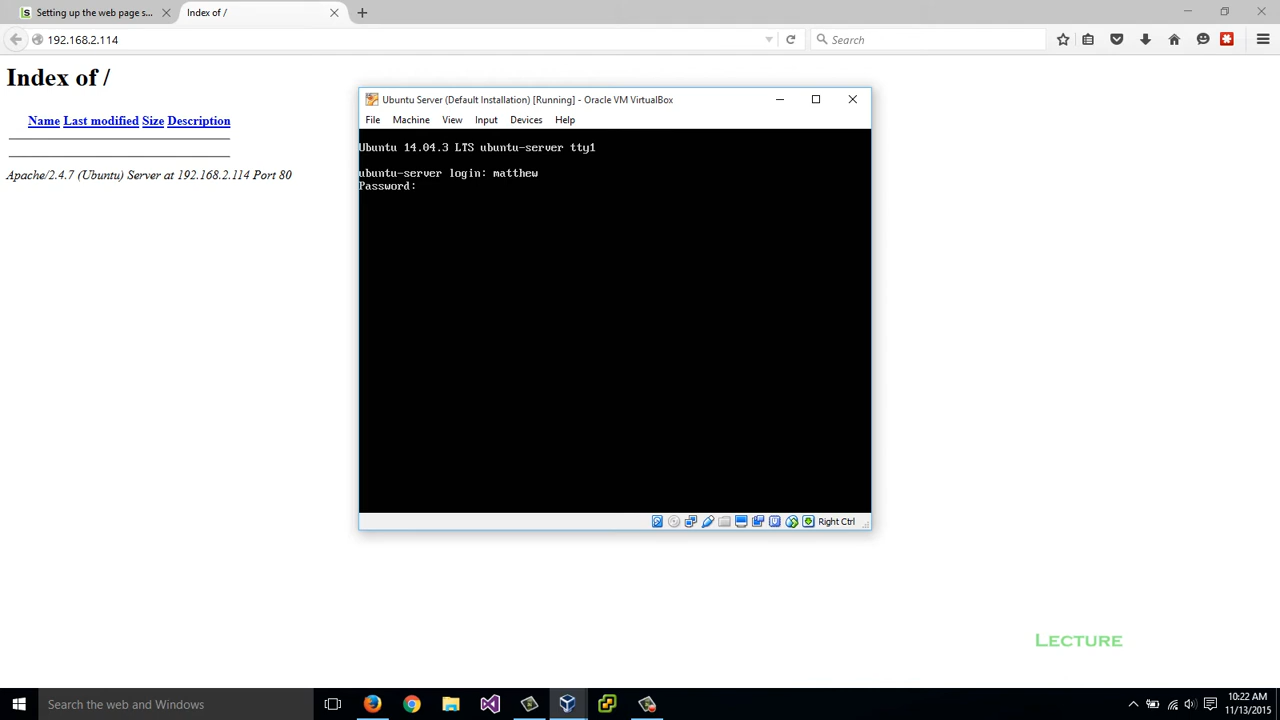 Setting up the web page s...
Index of /
192.168.2.114
Search
Index of /
Name Last modified Size Description
Apache/2.4.7 (Ubuntu) Server at 192.168.2.114 Port 80
Ubuntu Server (Default Installation) [Running] - Oracle VM VirtualBox
File Machine View Input Devices Help
Ubuntu 14.04.3 LTS ubuntu-server tty1
ubuntu-server login: matthew
Password:
Right Ctrl
LECTURE
Search the web and Windows
10:22 AM
11/13/2015